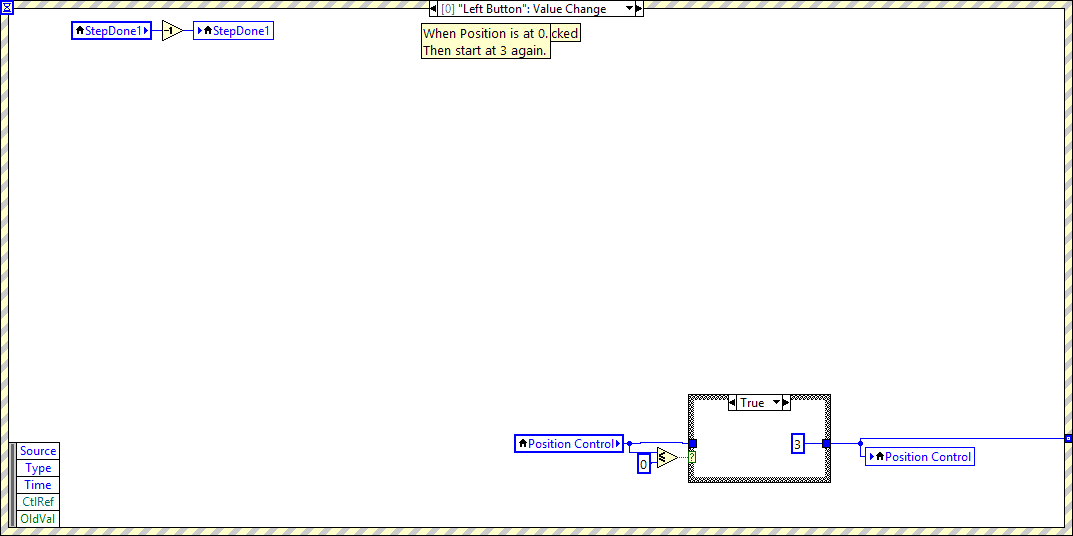 [0] "Left Button": Value Change
StepDone1
-1
StepDone1
When Position is at 0.
cked
Then start at 3 again.
True
Position Control
0
?
3
Position Control
Source
Type
Time
CtlRef
OldVal